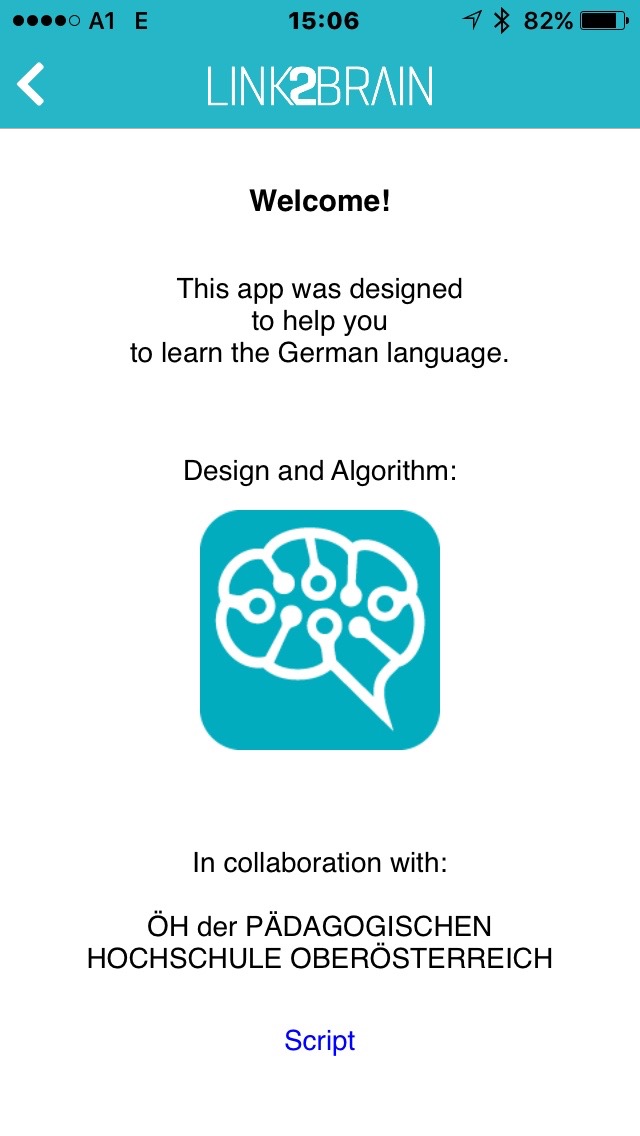 A1 E 15:06 82%
LINK2BRAIN
Welcome!
This app was designed
to help you
to learn the German language.
Design and Algorithm:
In collaboration with:
ÖH der PÄDAGOGISCHEN
HOCHSCHULE OBERÖSTERREICH
Script